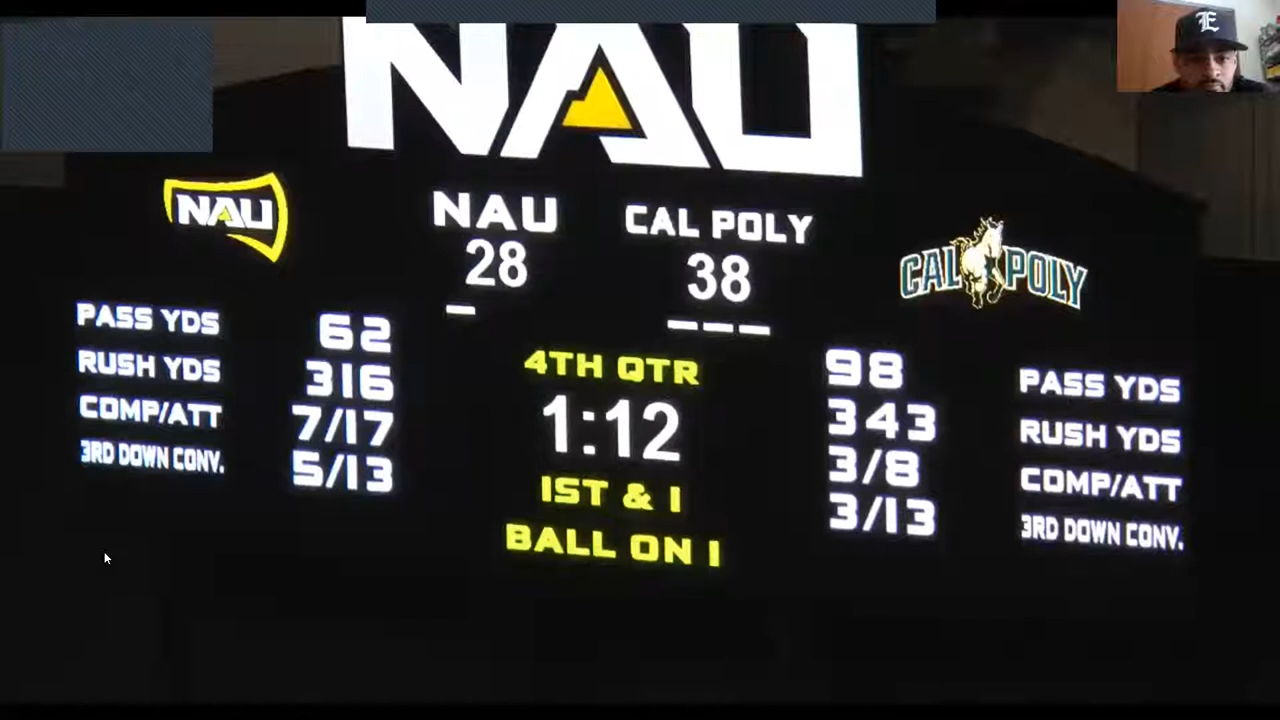 NAU
NAU
NAU
28
CAL POLY
38
CAL POLY
PASS YDS 62
RUSH YDS 316
COMP/ATT 7/17
3RD DOWN CONV. 5/13
4TH QTR
1:12
1ST & 1
BALL ON 1
98 PASS YDS
343 RUSH YDS
3/8 COMP/ATT
3/13 3RD DOWN CONV.
E